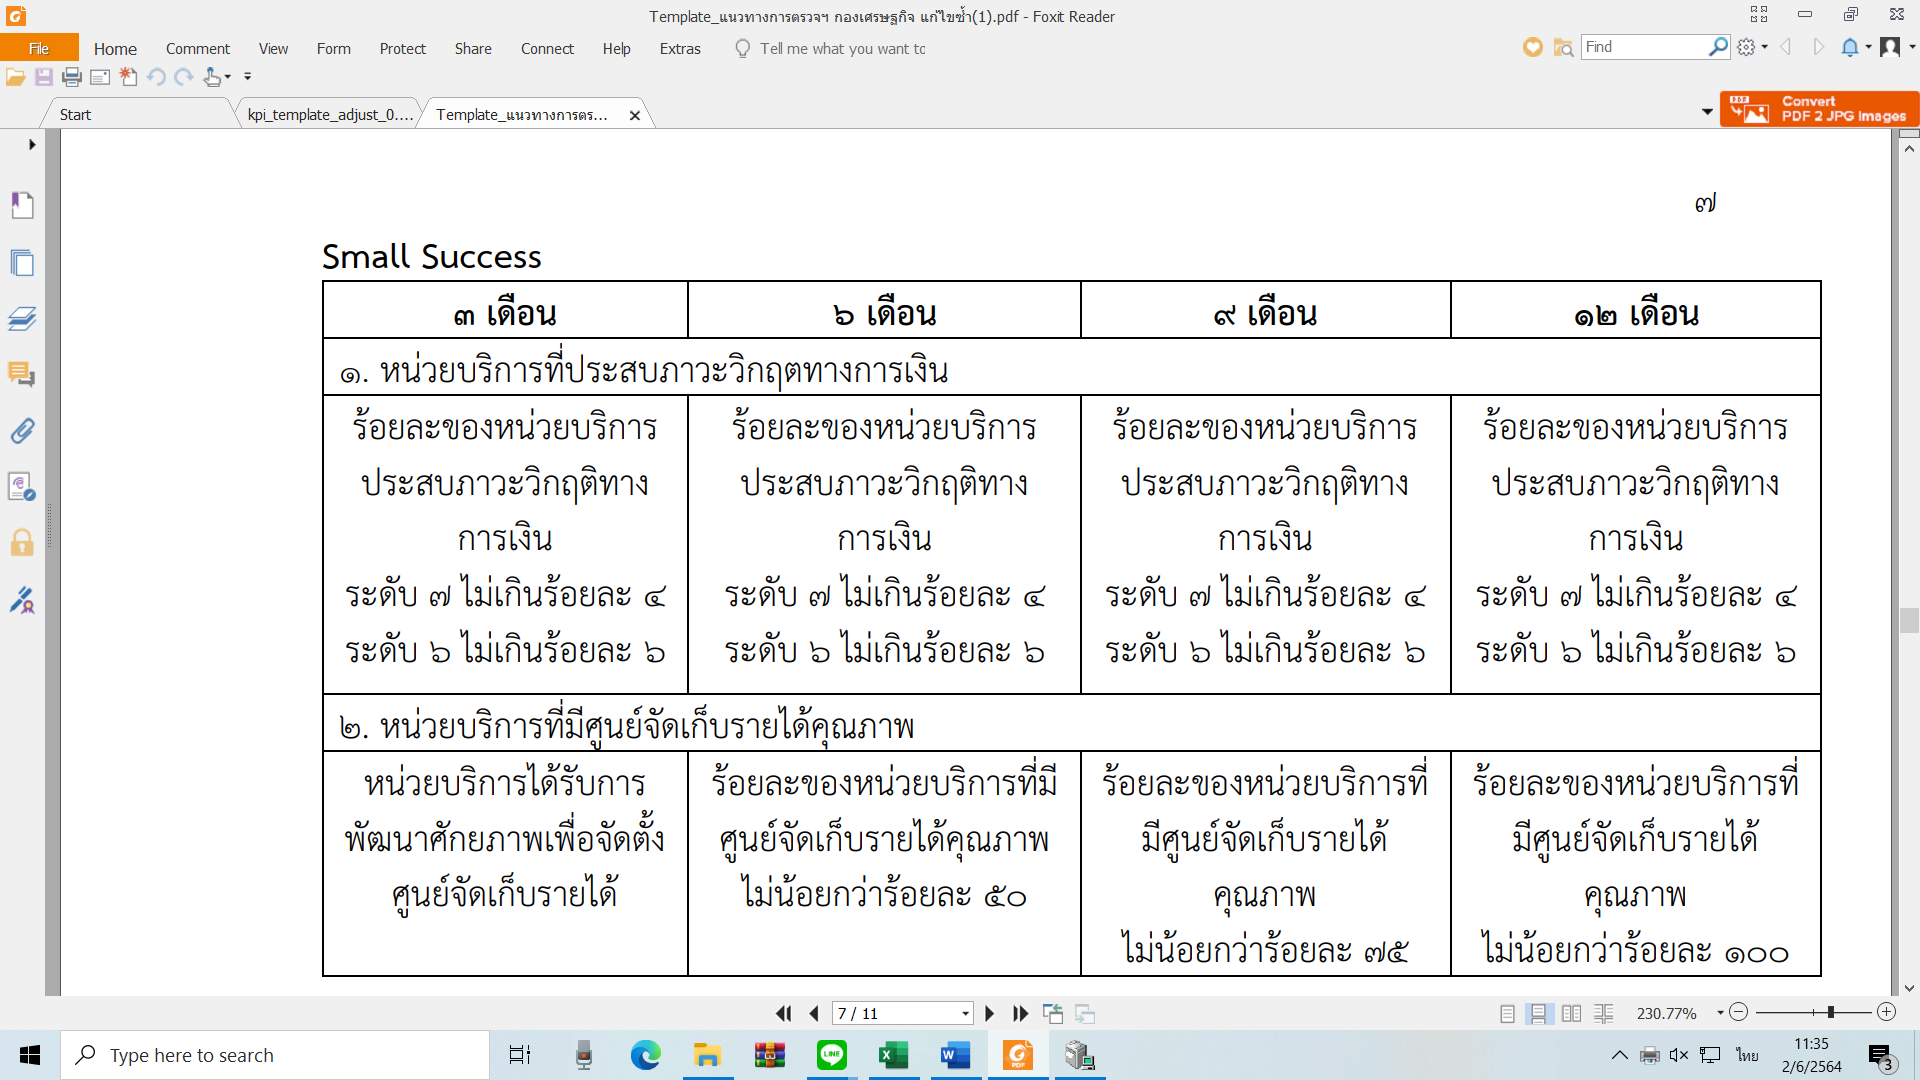 Template_แนวทางการตรวจฯ กองเศรษฐกิจ แก้ไขซ้ำ(1).pdf - Foxit Reader
File Home Comment View Form Protect Share Connect Help Extras Tell me what you want to Find
Start kpi_template_adjust_0.... Template_แนวทางการตร...
Convert
PDF 2 JPG Images
๗
Small Success
๓ เดือน ๖ เดือน ๙ เดือน ๑๒ เดือน
๑. หน่วยบริการที่ประสบภาวะวิกฤตทางการเงิน
ร้อยละของหน่วยบริการ ร้อยละของหน่วยบริการ ร้อยละของหน่วยบริการ ร้อยละของหน่วยบริการ
ประสบภาวะวิกฤติทาง ประสบภาวะวิกฤติทาง ประสบภาวะวิกฤติทาง ประสบภาวะวิกฤติทาง
การเงิน การเงิน การเงิน การเงิน
ระดับ ๗ ไม่เกินร้อยละ ๔ ระดับ ๗ ไม่เกินร้อยละ ๔ ระดับ ๗ ไม่เกินร้อยละ ๔ ระดับ ๗ ไม่เกินร้อยละ ๔
ระดับ ๖ ไม่เกินร้อยละ ๖ ระดับ ๖ ไม่เกินร้อยละ ๖ ระดับ ๖ ไม่เกินร้อยละ ๖ ระดับ ๖ ไม่เกินร้อยละ ๖
๒. หน่วยบริการที่มีศูนย์จัดเก็บรายได้คุณภาพ
หน่วยบริการได้รับการ ร้อยละของหน่วยบริการที่มี ร้อยละของหน่วยบริการที่ ร้อยละของหน่วยบริการที่
พัฒนาศักยภาพเพื่อจัดตั้ง ศูนย์จัดเก็บรายได้คุณภาพ มีศูนย์จัดเก็บรายได้ มีศูนย์จัดเก็บรายได้
ศูนย์จัดเก็บรายได้ ไม่น้อยกว่าร้อยละ ๕๐ คุณภาพ คุณภาพ
ไม่น้อยกว่าร้อยละ ๗๕ ไม่น้อยกว่าร้อยละ ๑๐๐
7 / 11 230.77%
Type here to search LINE PDF ไทย 11:35
2/6/2564 3